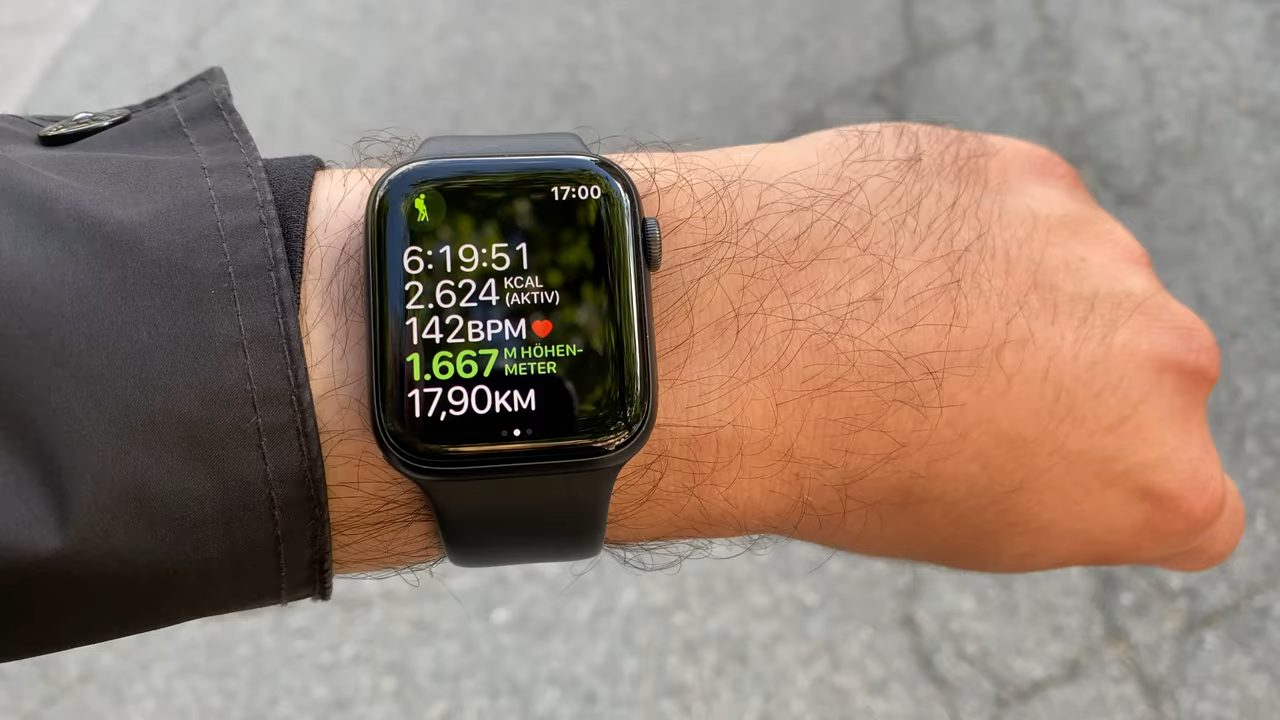 17:00
6:19:51
2.624 KCAL
(AKTIV)
142BPM
1.667 M HÖHEN-
METER
17,90KM